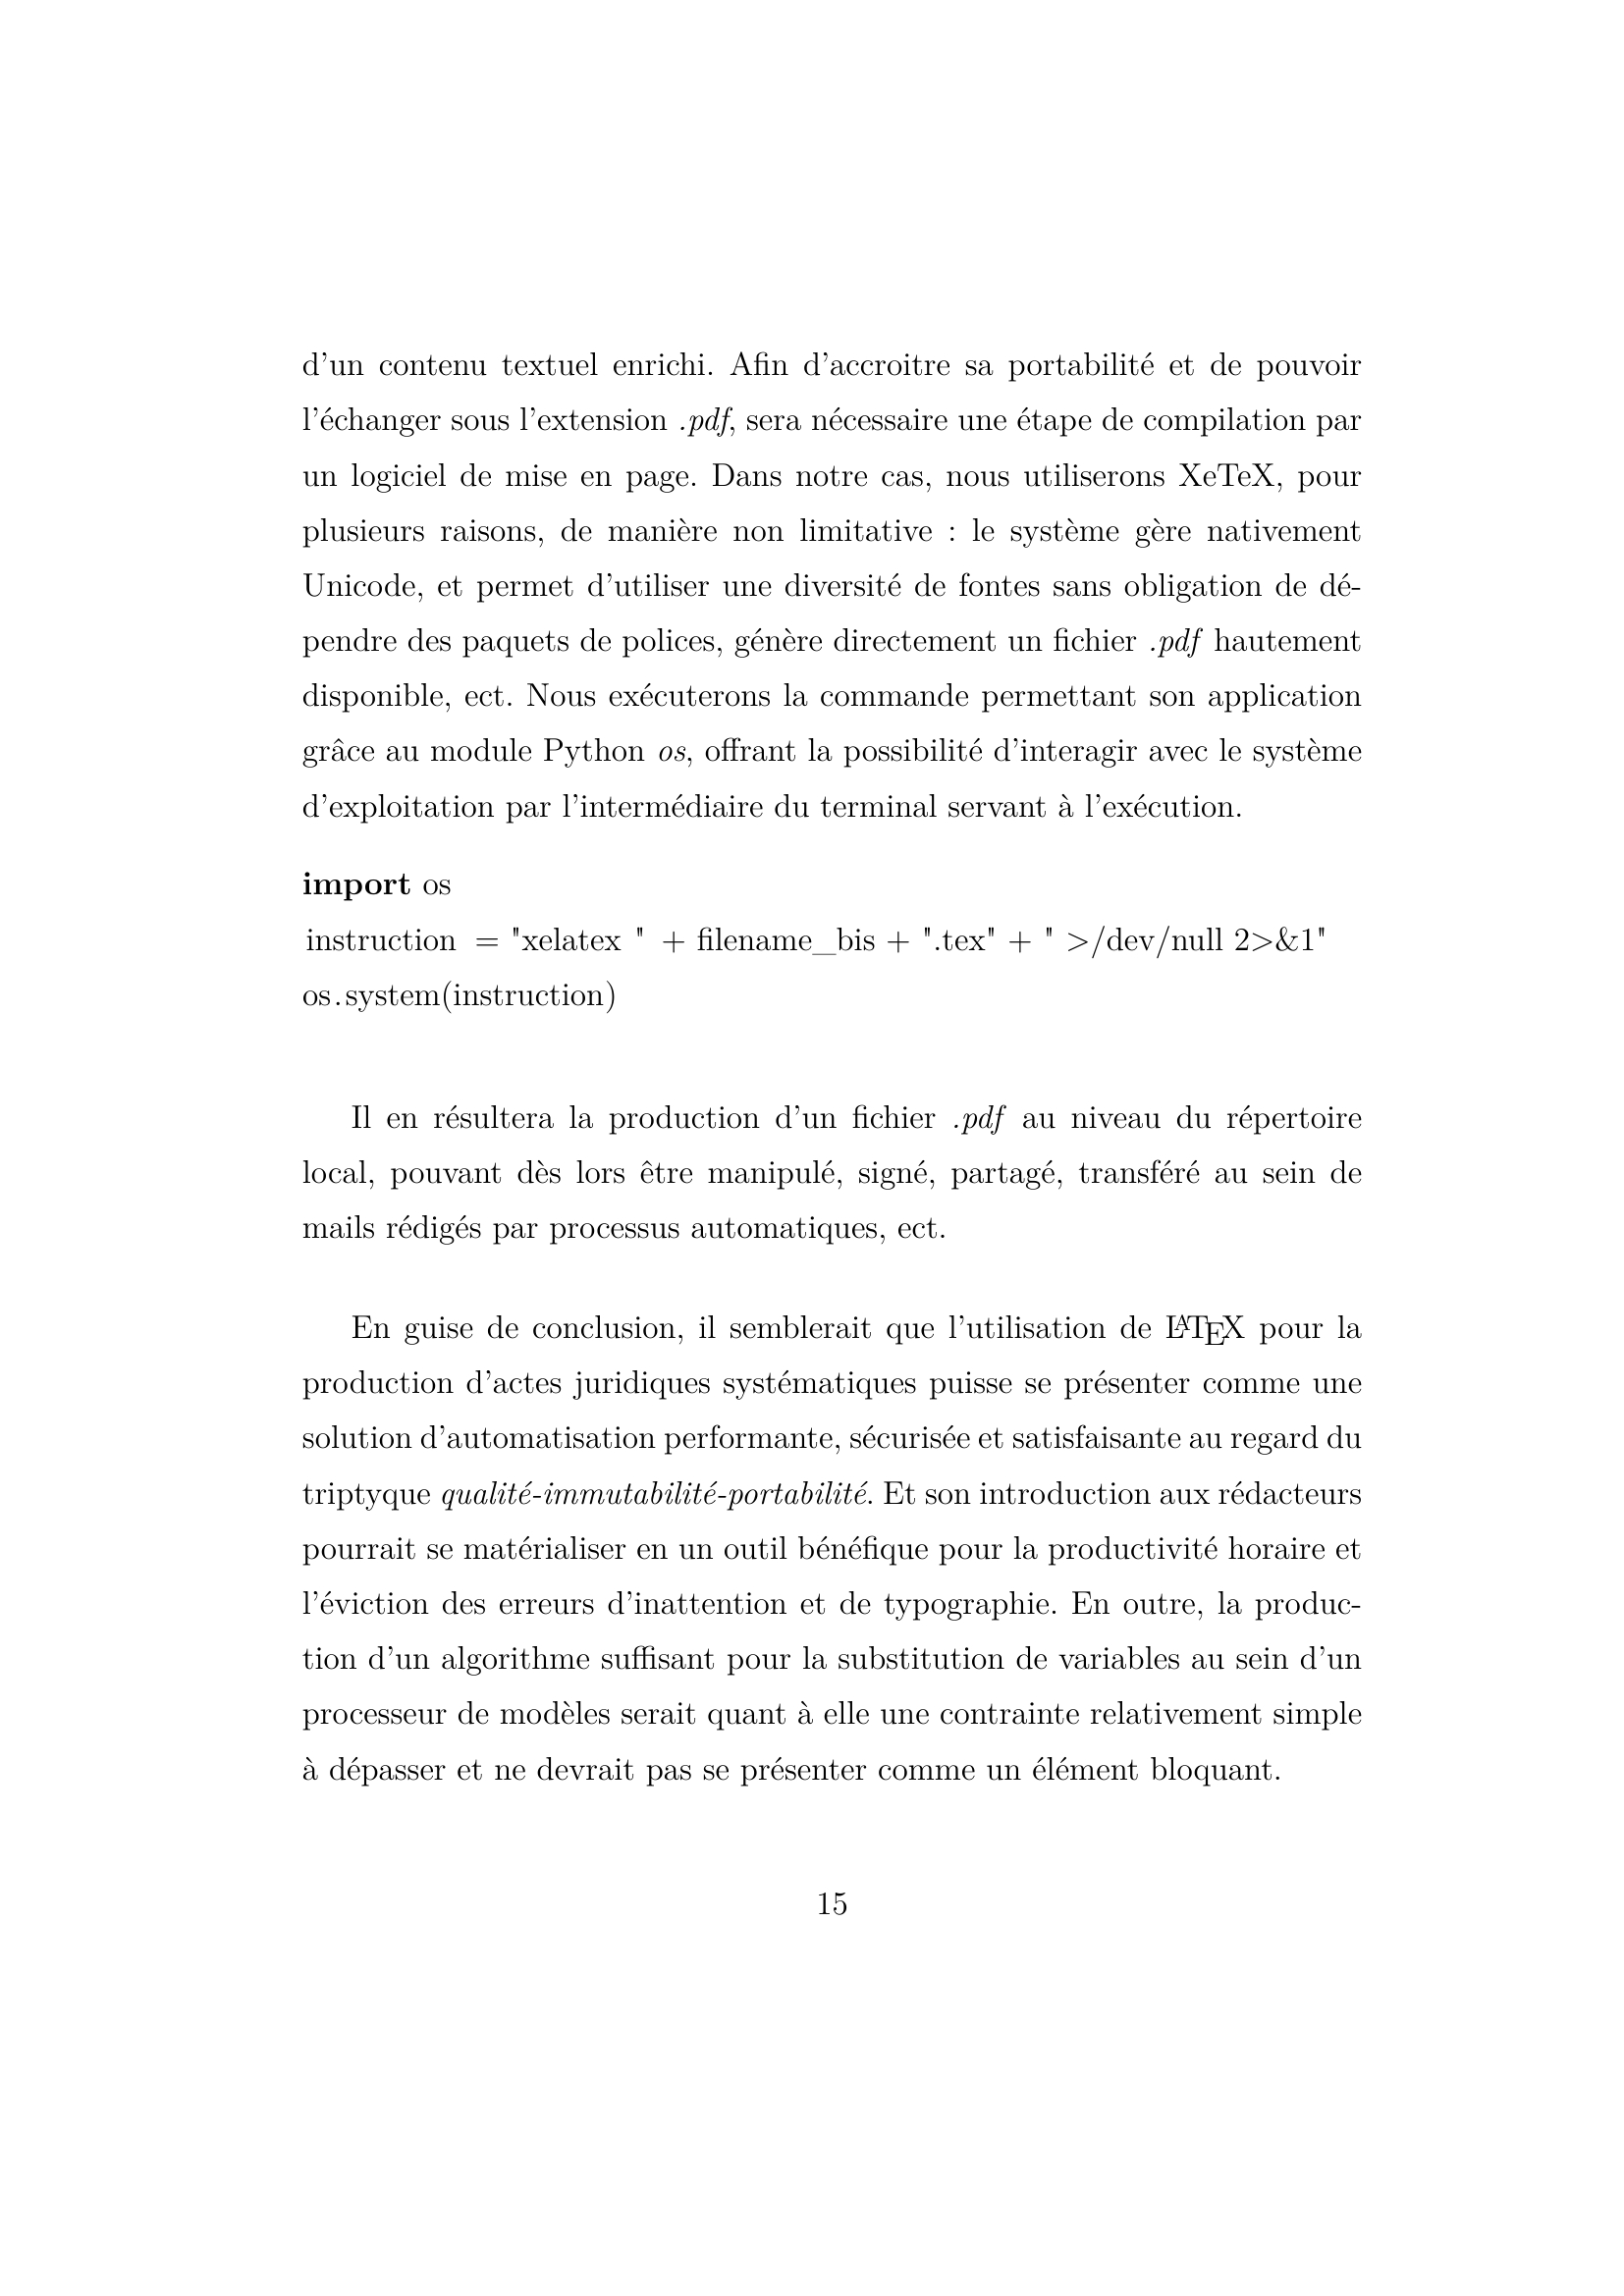 d'un contenu textuel enrichi. Afin d'accroitre sa portabilité et de pouvoir
l'échanger sous l'extension .pdf, sera nécessaire une étape de compilation par
un logiciel de mise en page. Dans notre cas, nous utiliserons XeTeX, pour
plusieurs raisons, de manière non limitative : le système gère nativement
Unicode, et permet d'utiliser une diversité de fontes sans obligation de dé-
pendre des paquets de polices, génère directement un fichier .pdf hautement
disponible, ect. Nous exécuterons la commande permettant son application
grâce au module Python os, offrant la possibilité d'interagir avec le système
d'exploitation par l'intermédiaire du terminal servant à l'exécution.
import os
instruction = "xelatex " + filename_bis + ".tex" + " >/dev/null 2>&1"
os.system(instruction)
Il en résultera la production d'un fichier .pdf au niveau du répertoire
local, pouvant dès lors être manipulé, signé, partagé, transféré au sein de
mails rédigés par processus automatiques, ect.
En guise de conclusion, il semblerait que l'utilisation de LATEX pour la
production d'actes juridiques systématiques puisse se présenter comme une
solution d'automatisation performante, sécurisée et satisfaisante au regard du
triptyque qualité-immutabilité-portabilité. Et son introduction aux rédacteurs
pourrait se matérialiser en un outil bénéfique pour la productivité horaire et
l'éviction des erreurs d'inattention et de typographie. En outre, la produc-
tion d'un algorithme suffisant pour la substitution de variables au sein d'un
processeur de modèles serait quant à elle une contrainte relativement simple
à dépasser et ne devrait pas se présenter comme un élément bloquant.
15